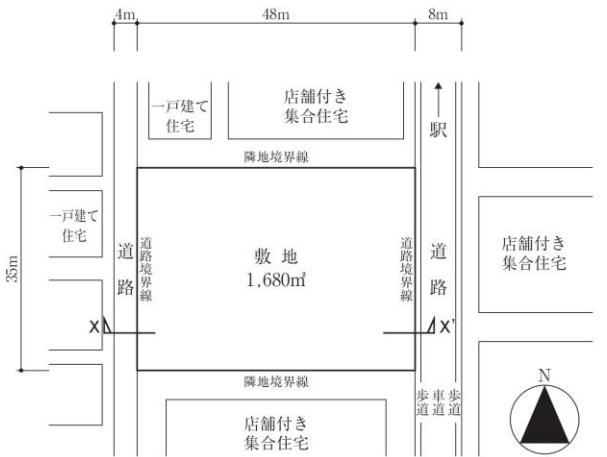 4m
48m
8m
一戸建て
住宅
店舗付き
集合住宅
駅
隣地境界線
一戸建て
住宅
道路
道路境界線
敷地
1,680㎡
道路境界線
道路
店舗付き
集合住宅
35m
X
X'
隣地境界線
店舗付き
集合住宅
歩道
車道
歩道
N